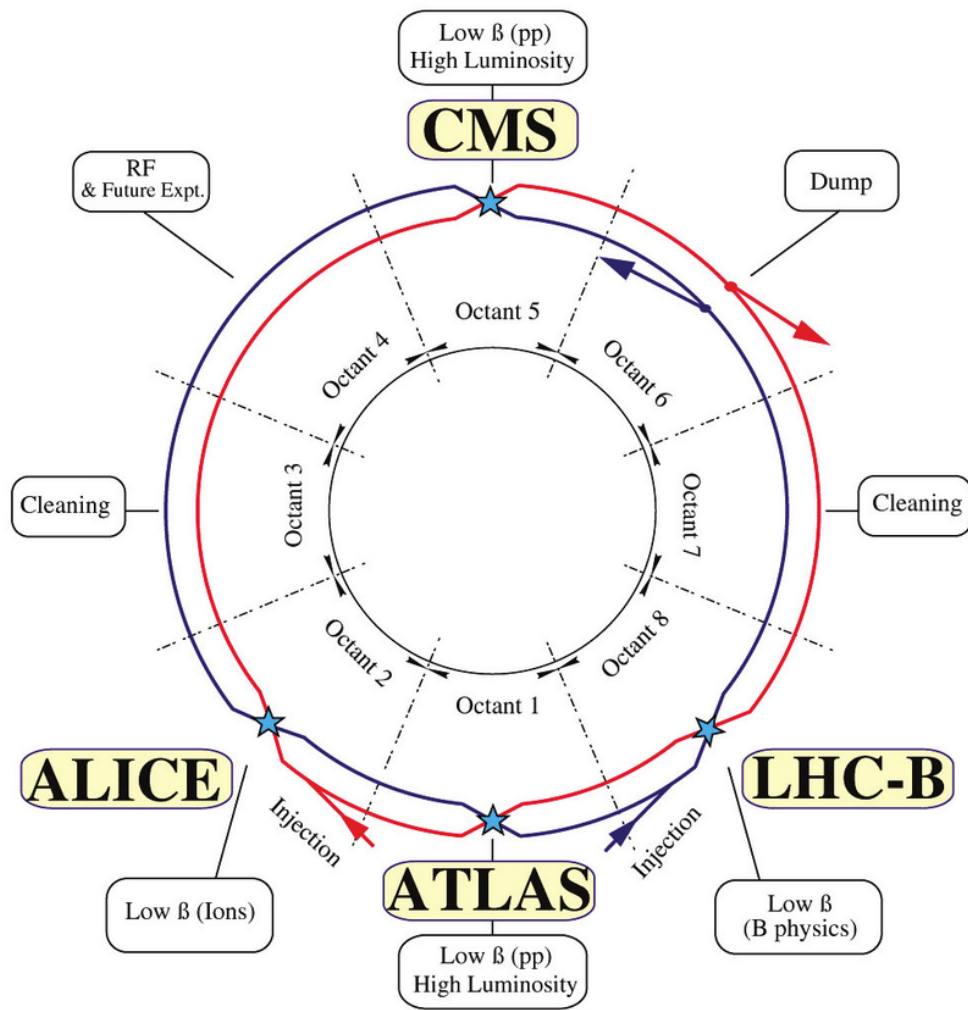 Low ß (pp)
High Luminosity
CMS
RF
& Future Expt.
Dump
Octant 5
Octant 4
Octant 6
Cleaning
Octant 3
Octant 7
Cleaning
Octant 2
Octant 8
Octant 1
ALICE
LHC-B
Injection
Injection
ATLAS
Low ß (Ions)
Low ß
(B physics)
Low ß (pp)
High Luminosity